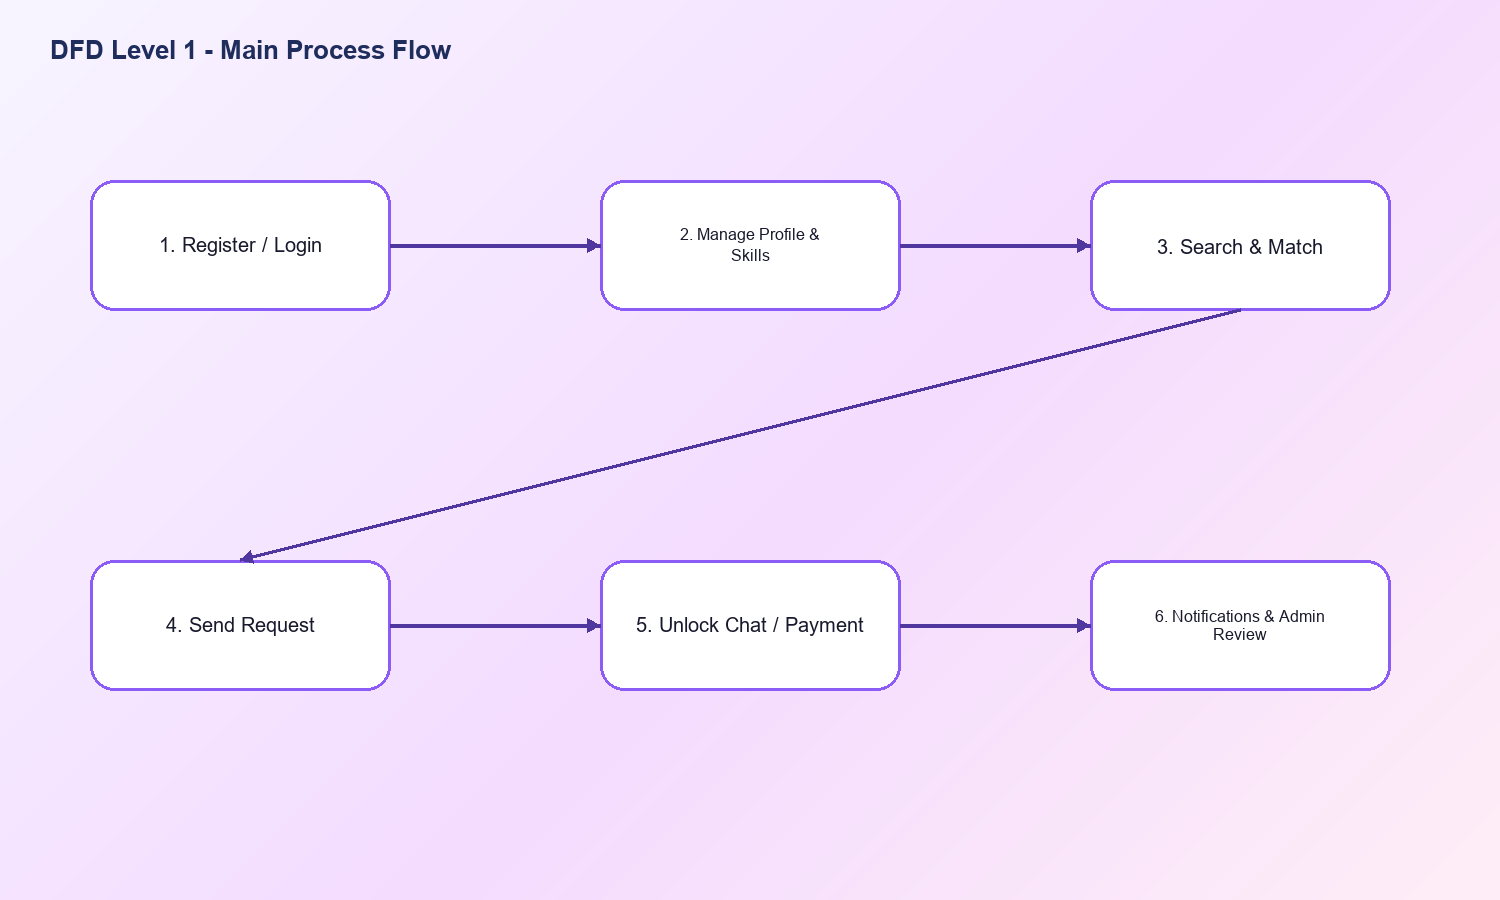 DFD Level 1 - Main Process Flow
1. Register / Login
2. Manage Profile &
Skills
3. Search & Match
4. Send Request
5. Unlock Chat / Payment
6. Notifications & Admin
Review